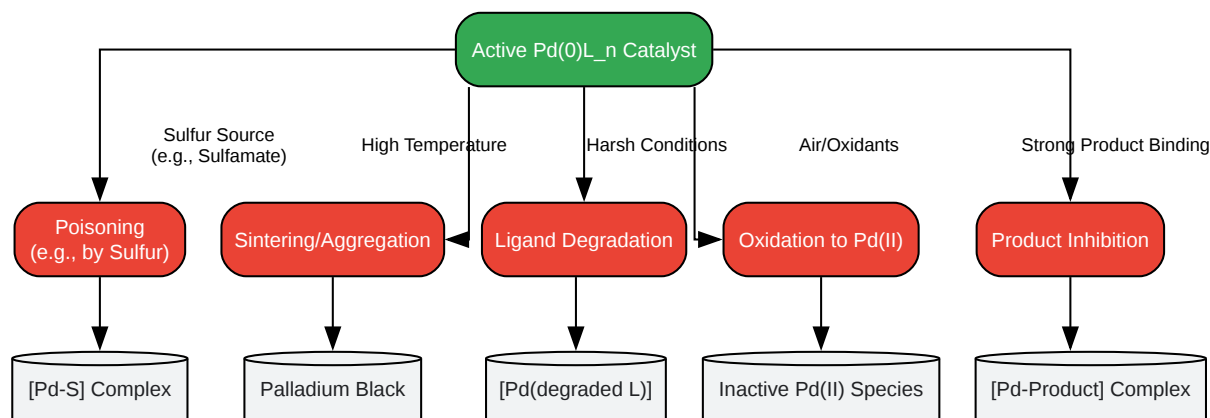 Active Pd(0)L_n Catalyst
Sulfur Source
(e.g., Sulfamate)
High Temperature
Harsh Conditions
Air/Oxidants
Strong Product Binding
Poisoning
(e.g., by Sulfur)
Sintering/Aggregation
Ligand Degradation
Oxidation to Pd(II)
Product Inhibition
[Pd-S] Complex
Palladium Black
[Pd(degraded L)]
Inactive Pd(II) Species
[Pd-Product] Complex